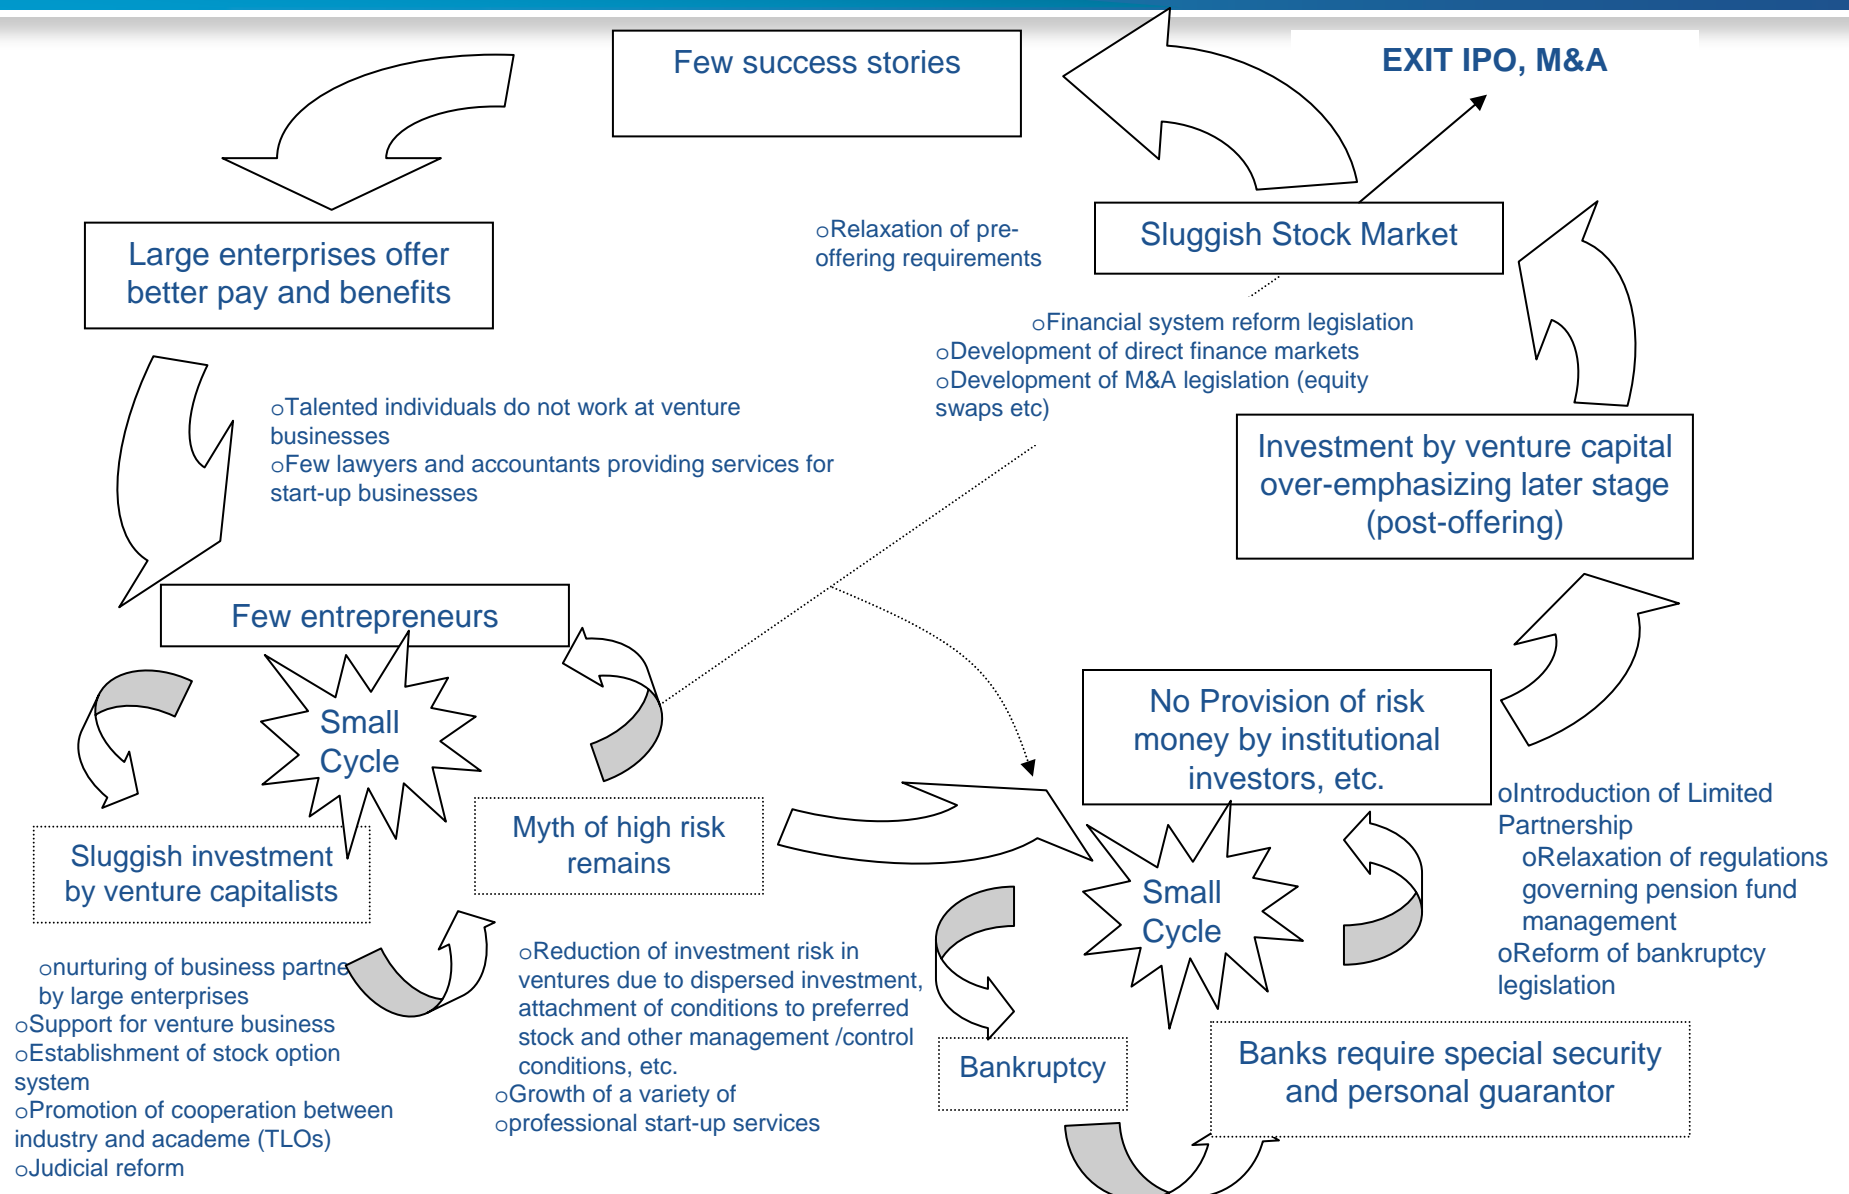 Few success stories
EXIT IPO, M&A
Large enterprises offer
better pay and benefits
oRelaxation of pre-
offering requirements
Sluggish Stock Market
oFinancial system reform legislation
oDevelopment of direct finance markets
oDevelopment of M&A legislation (equity
swaps etc)
oTalented individuals do not work at venture
businesses
oFew lawyers and accountants providing services for
start-up businesses
Investment by venture capital
over-emphasizing later stage
(post-offering)
Few entrepreneurs
Small
Cycle
No Provision of risk
money by institutional
investors, etc.
Sluggish investment
by venture capitalists
Myth of high risk
remains
Small
Cycle
oIntroduction of Limited
Partnership
oRelaxation of regulations
governing pension fund
management
oReform of bankruptcy
legislation
onurturing of business partne
by large enterprises
oSupport for venture business
oEstablishment of stock option
system
oPromotion of cooperation between
industry and academe (TLOs)
oJudicial reform
oReduction of investment risk in
ventures due to dispersed investment,
attachment of conditions to preferred
stock and other management /control
conditions, etc.
oGrowth of a variety of
oprofessional start-up services
Bankruptcy
Banks require special security
and personal guarantor